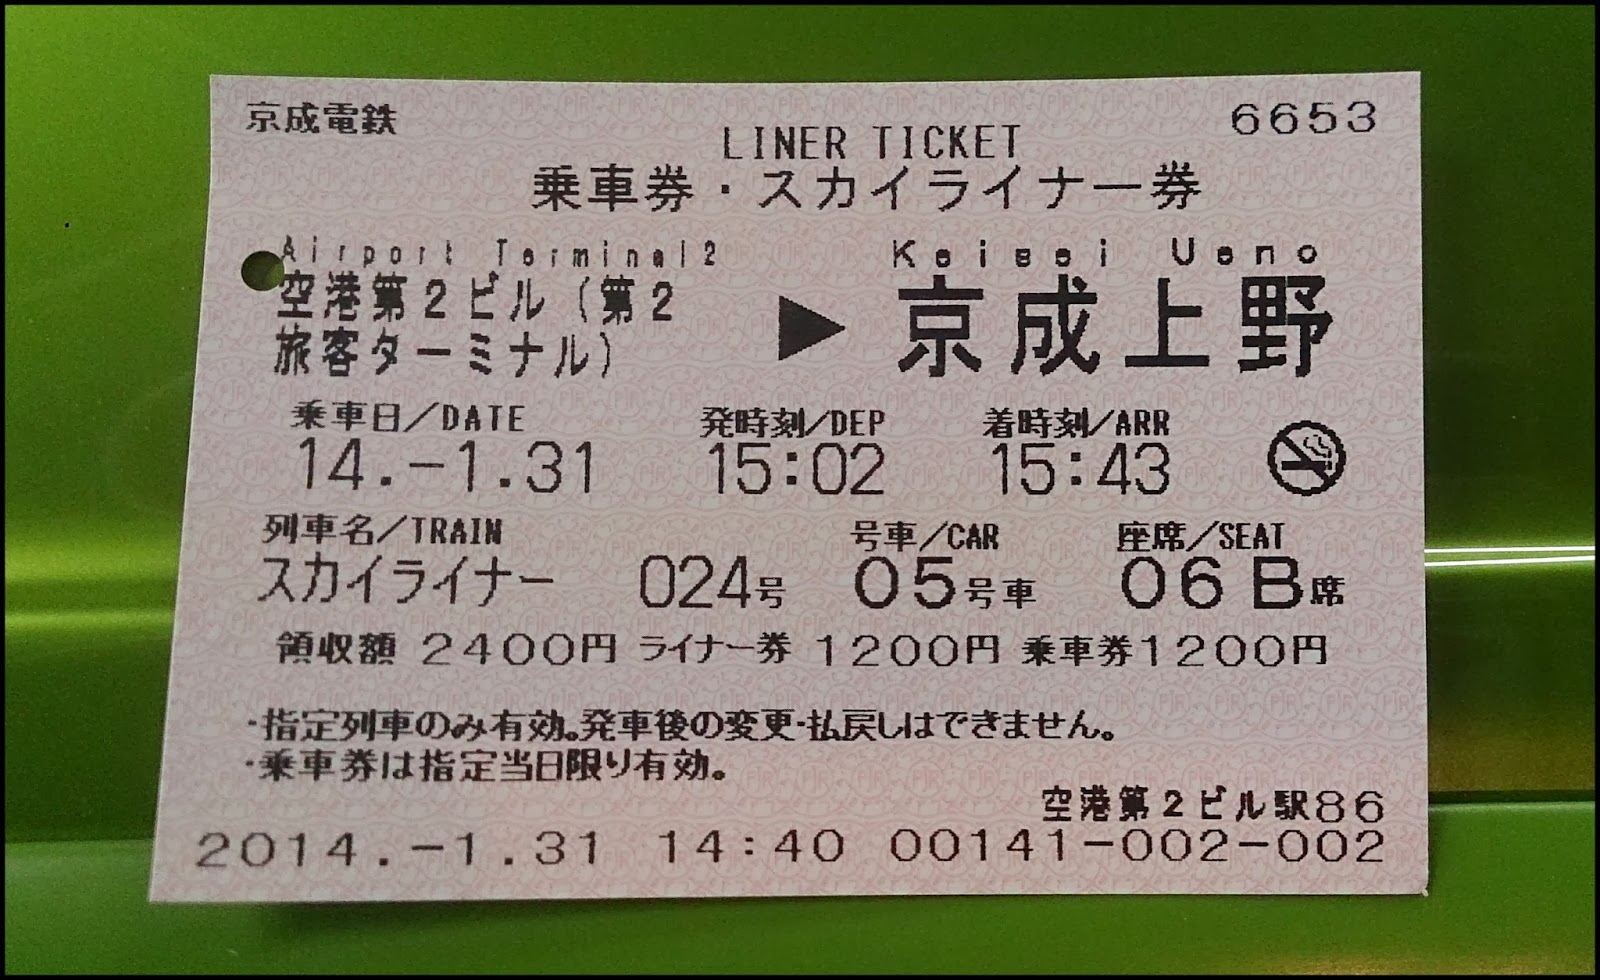 京成電鉄 6653
LINER TICKET
乗車券・スカイライナー券
Airport Terminal2 Keisei Ueno
空港第2ビル(第2
旅客ターミナル) ▶ 京成上野
乗車日/DATE 発時刻/DEP 着時刻/ARR
14.-1.31 15:02 15:43
列車名/TRAIN 号車/CAR 座席/SEAT
スカイライナー 024号 05号車 06B席
領収額 2400円 ライナー券 1200円 乗車券1200円
・指定列車のみ有効。発車後の変更・払戻しはできません。
・乗車券は指定当日限り有効。
空港第2ビル駅86
2014.-1.31 14:40 00141-002-002